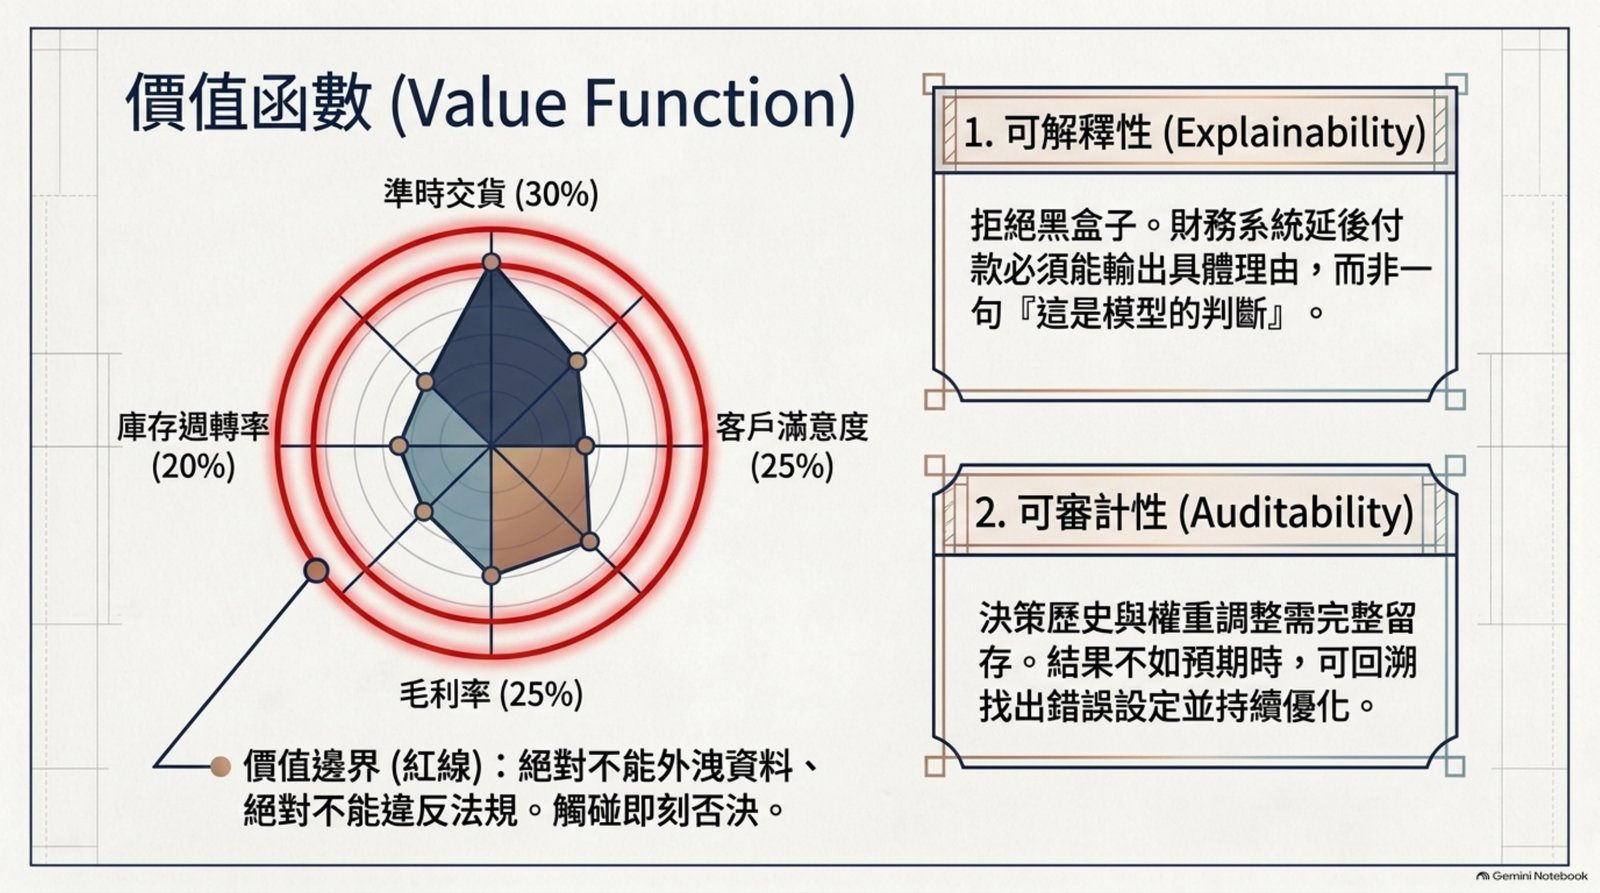 價值函數 (Value Function)
準時交貨 (30%)
庫存週轉率
(20%)
客戶滿意度
(25%)
毛利率 (25%)
價值邊界 (紅線)：絕對不能外洩資料、
絕對不能違反法規。觸碰即刻否決。
1. 可解釋性 (Explainability)
拒絕黑盒子。財務系統延後付
款必須能輸出具體理由，而非一
句『這是模型的判斷』。
2. 可審計性 (Auditability)
決策歷史與權重調整需完整留
存。結果不如預期時，可回溯
找出錯誤設定並持續優化。
Gemini Notebook